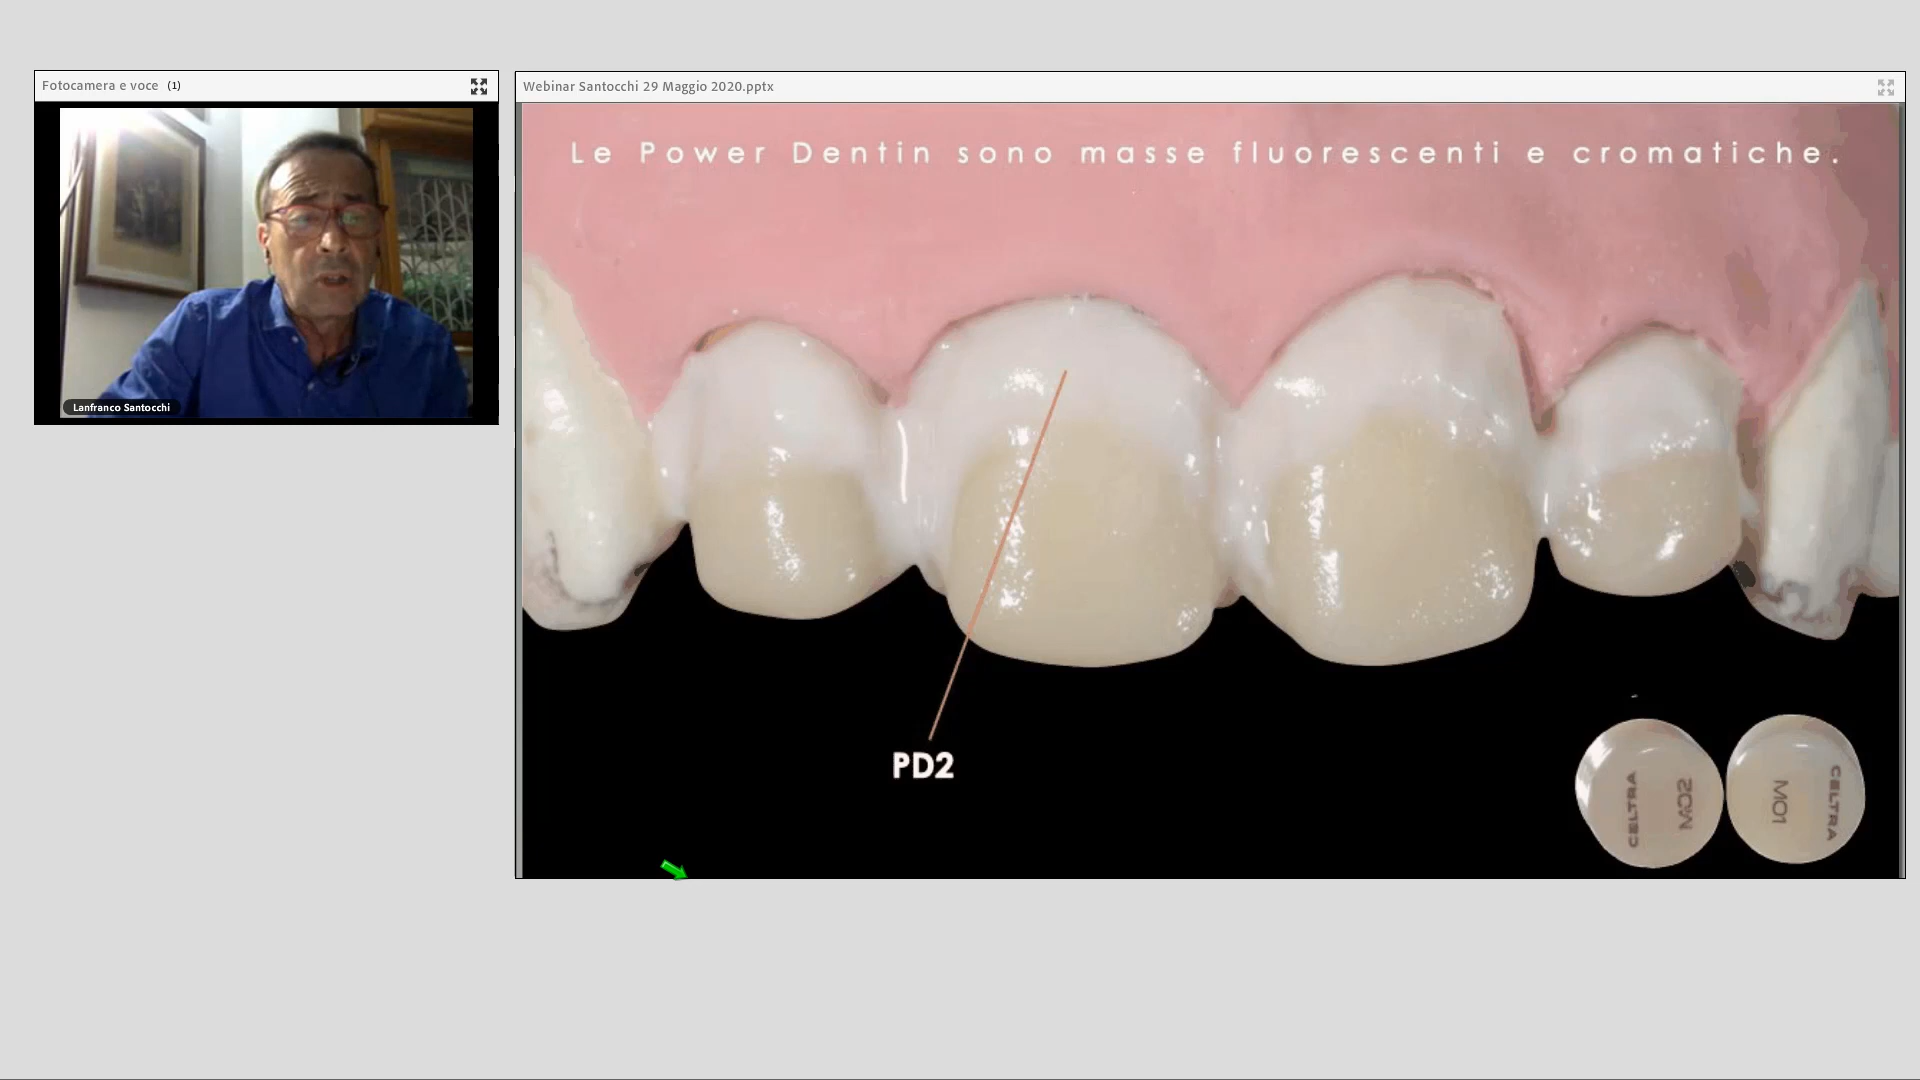 Fotocamera e voce (1)
Lanfranco Santocchi
Webinar Santocchi 29 Maggio 2020.pptx
Le Power Dentin sono masse fluorescenti e cromatiche.
PD2
CELTRA
MO2
MO1
CELTRA